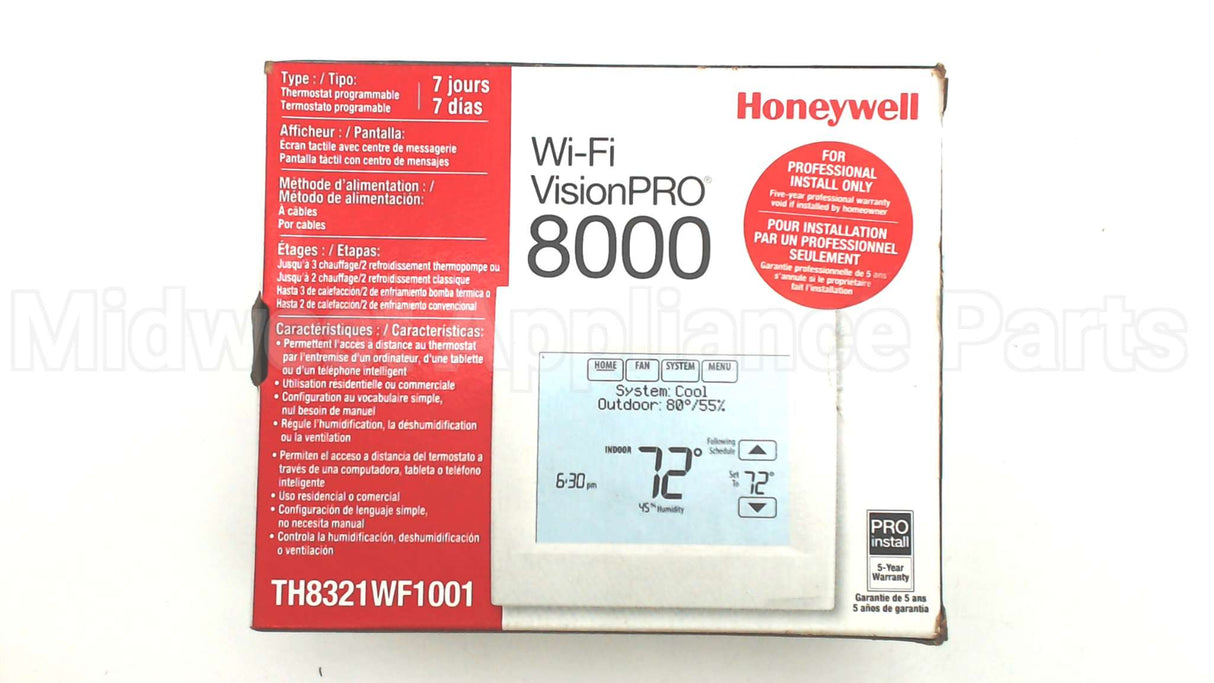 Type : / Tipo:
Thermostat programmable
Termostato programable
7 jours
7 días
Afficheur : / Pantalla:
Écran tactile avec centre de messagerie
Pantalla táctil con centro de mensajes
Méthode d'alimentation : /
Método de alimentación:
À câbles
Por cables
Étages : / Etapas:
Jusqu'à 3 chauffage/2 refroidissement thermopompe ou
Jusqu'à 2 chauffage/2 refroidissement classique
Hasta 3 de calefacción/2 de enfriamiento bomba térmica o
Hasta 2 de calefacción/2 de enfriamiento convencional
Caractéristiques : / Características:
• Permettent l'accès à distance au thermostat
par l'entremise d'un ordinateur, d'une tablette
ou d'un téléphone intelligent
• Utilisation résidentielle ou commerciale
• Configuration au vocabulaire simple,
nul besoin de manuel
• Régule l'humidification, la déshumidification
ou la ventilation
• Permiten el acceso a distancia del termostato a
través de una computadora, tableta o teléfono
inteligente
• Uso residencial o comercial
• Configuración de lenguaje simple,
no necesita manual
• Controla la humidificación, deshumidificación
o ventilación
TH8321WF1001
Wi-Fi
VisionPRO®
8000
Honeywell
FOR
PROFESSIONAL
INSTALL ONLY
Five-year professional warranty
void if installed by homeowner
POUR INSTALLATION
PAR UN PROFESSIONNEL
SEULEMENT
Garantie professionnelle de 5 ans
s'annule si le propriétaire
fait l'installation
HOME FAN SYSTEM MENU
System: Cool
Outdoor: 80°/55%
INDOOR 72°
Following
Schedule
6:30 pm
Set
To 72°
45% Humidity
PRO
install
5-Year
Warranty
Garantie de 5 ans
5 años de garantía
Midwest Appliance Parts